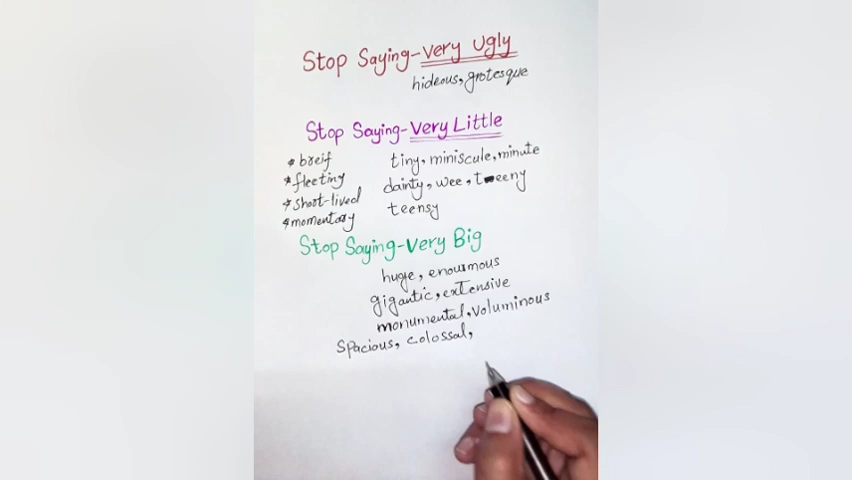 Stop Saying-Very Ugly
hideous, grotesque
Stop Saying-Very Little
* breif
* fleeting
* short-lived
* momentary
tiny, miniscule, minute
dainty, wee, tweeny
teensy
Stop Saying-Very Big
huge, enormous
gigantic, extensive
monumental, voluminous
Spacious, colossal,